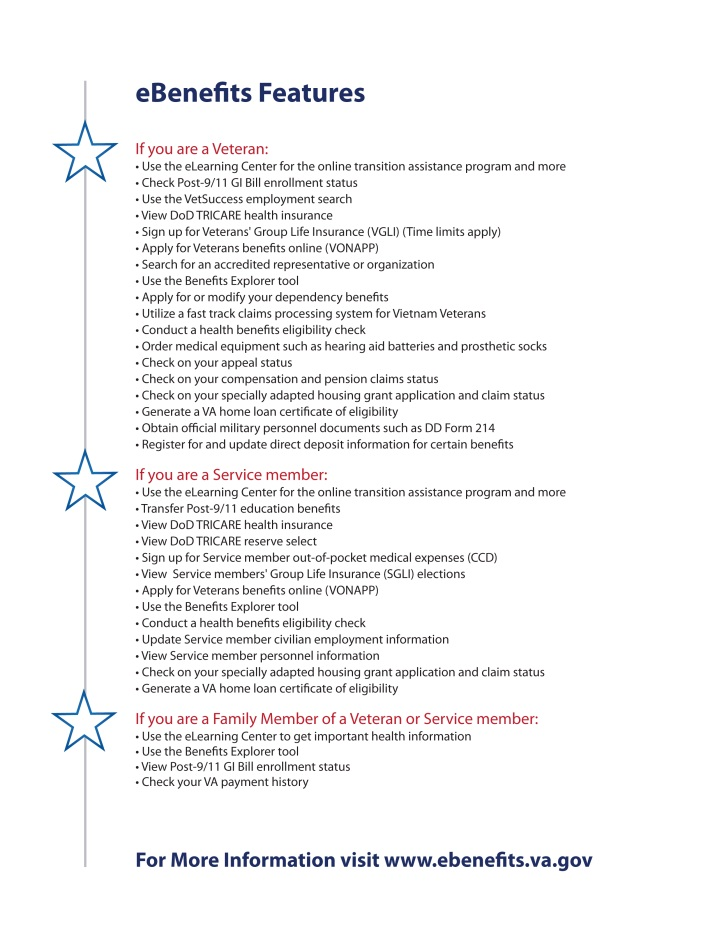 eBenefits Features
If you are a Veteran:
• Use the eLearning Center for the online transition assistance program and more
• Check Post-9/11 GI Bill enrollment status
• Use the VetSuccess employment search
• View DoD TRICARE health insurance
• Sign up for Veterans' Group Life Insurance (VGLI) (Time limits apply)
• Apply for Veterans benefits online (VONAPP)
• Search for an accredited representative or organization
• Use the Benefits Explorer tool
• Apply for or modify your dependency benefits
• Utilize a fast track claims processing system for Vietnam Veterans
• Conduct a health benefits eligibility check
• Order medical equipment such as hearing aid batteries and prosthetic socks
• Check on your appeal status
• Check on your compensation and pension claims status
• Check on your specially adapted housing grant application and claim status
• Generate a VA home loan certificate of eligibility
• Obtain official military personnel documents such as DD Form 214
• Register for and update direct deposit information for certain benefits
If you are a Service member:
• Use the eLearning Center for the online transition assistance program and more
• Transfer Post-9/11 education benefits
• View DoD TRICARE health insurance
• View DoD TRICARE reserve select
• Sign up for Service member out-of-pocket medical expenses (CCD)
• View  Service members' Group Life Insurance (SGLI) elections
• Apply for Veterans benefits online (VONAPP)
• Use the Benefits Explorer tool
• Conduct a health benefits eligibility check
• Update Service member civilian employment information
• View Service member personnel information
• Check on your specially adapted housing grant application and claim status
• Generate a VA home loan certificate of eligibility
If you are a Family Member of a Veteran or Service member:
• Use the eLearning Center to get important health information
• Use the Benefits Explorer tool
• View Post-9/11 GI Bill enrollment status
• Check your VA payment history
For More Information visit www.ebenefits.va.gov